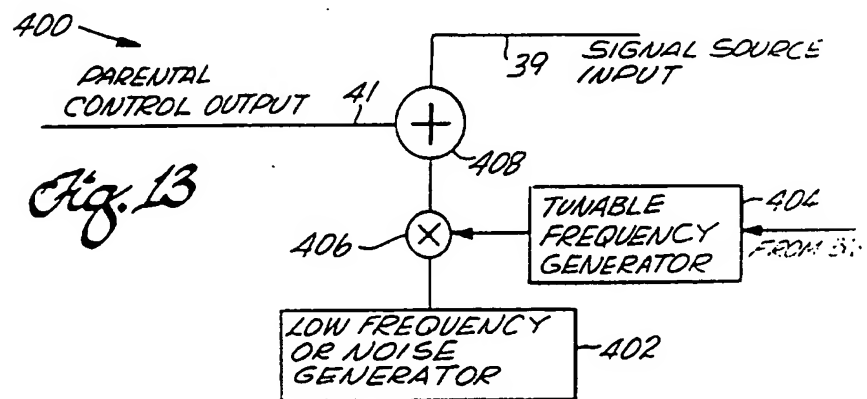 400
39
SIGNAL SOURCE
INPUT
PARENTAL
CONTROL OUTPUT
41
+
408
Fig. 13
406
×
TUNABLE
FREQUENCY
GENERATOR
404
FROM
LOW FREQUENCY
OR NOISE
GENERATOR
402